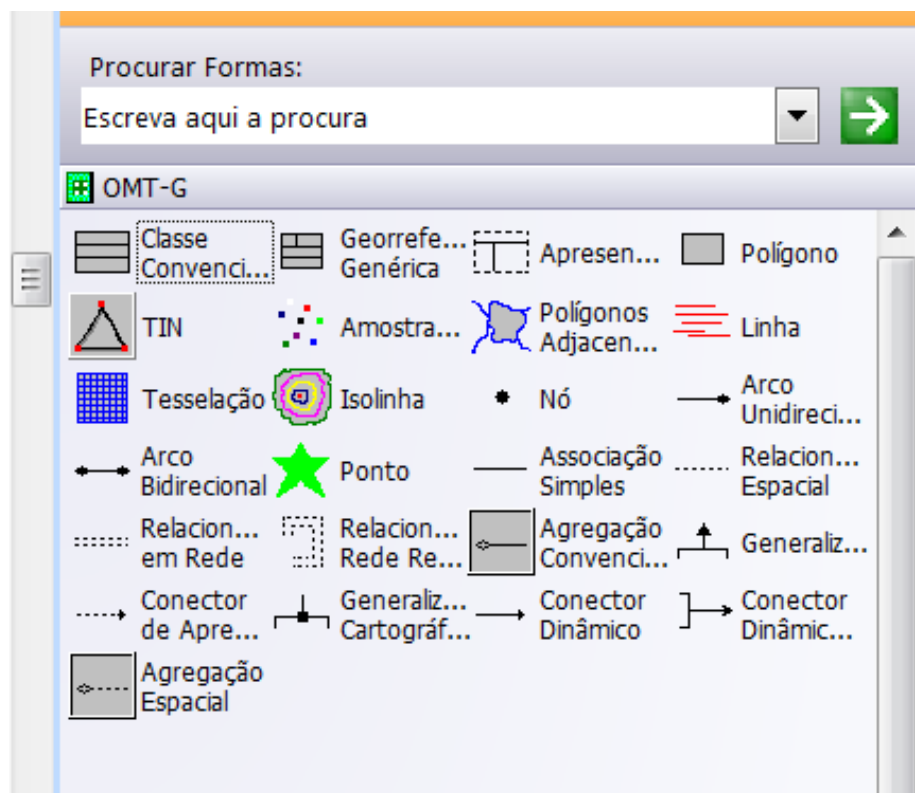 Procurar Formas:
Escreva aqui a procura
OMT-G
Classe
Convenci...
Georrefe...
Genérica
Apresen...
Polígono
TIN
Amostra...
Polígonos
Adjacen...
Linha
Tesselação
Isolinha
Nó
Arco
Unidireci...
Arco
Bidirecional
Ponto
Associação
Simples
Relacion...
Espacial
Relacion...
em Rede
Relacion...
Rede Re...
Agregação
Convenci...
Generaliz...
Conector
de Apre...
Generaliz...
Cartográf...
Conector
Dinâmico
Conector
Dinâmic...
Agregação
Espacial